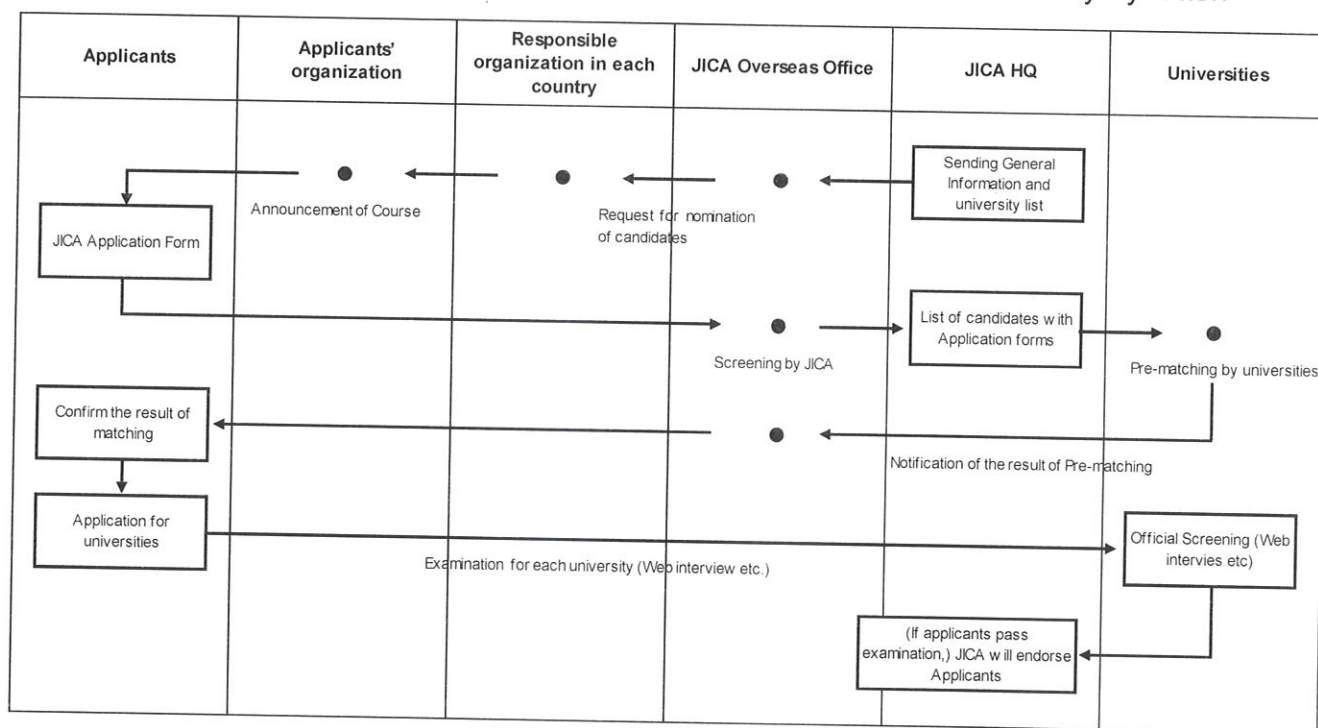 Applicants
Applicants'
organization
Responsible
organization in each
country
JICA Overseas Office
JICA HQ
Universities
Sending General
Information and
university list
Announcement of Course
Request for nomination
of candidates
JICA Application Form
List of candidates with
Application forms
Screening by JICA
Pre-matching by universities
Confirm the result of
matching
Notification of the result of Pre-matching
Application for
universities
Official Screening (Web
intervies etc)
Examination for each university (Web interview etc.)
(If applicants pass
examination,) JICA will endorse
Applicants